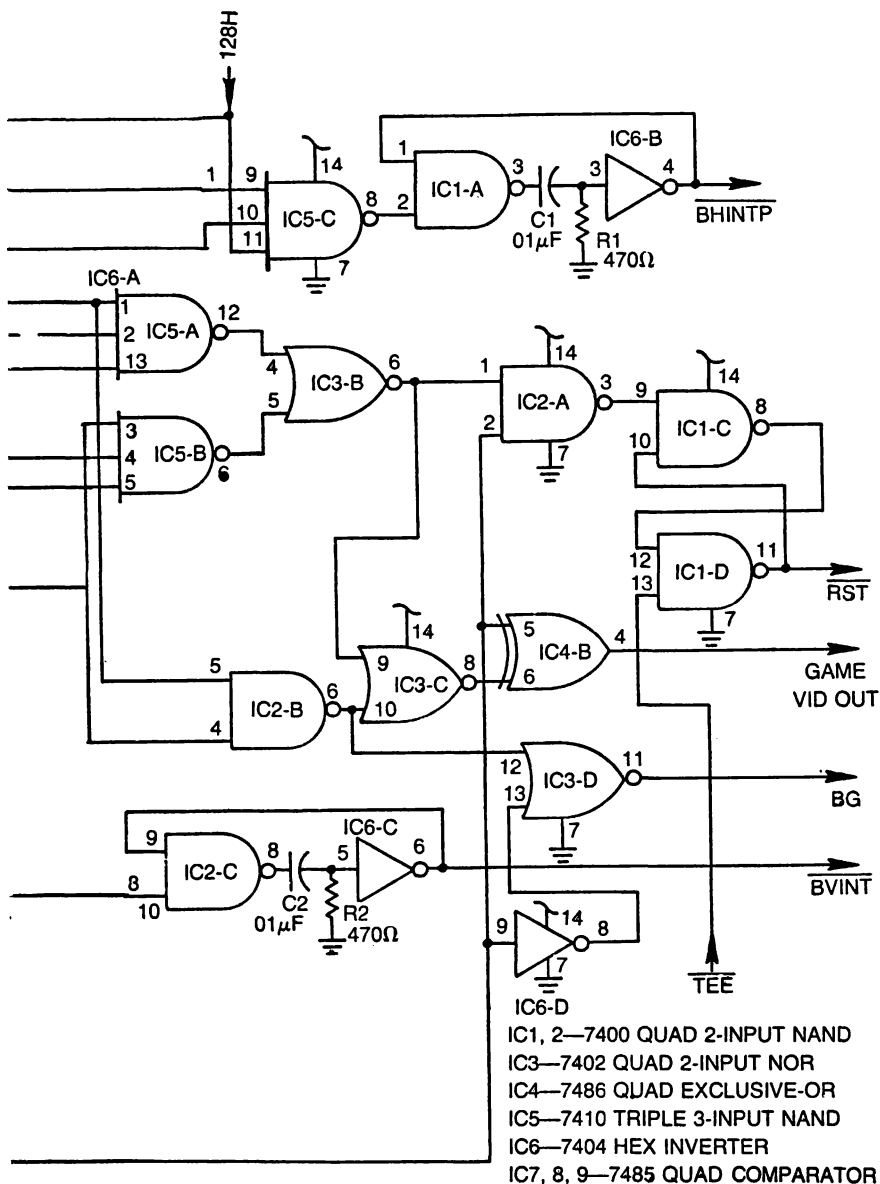 128H
IC6-B
1
3
3
4
BHINTP
IC1-A
2
C1
01µF
R1
470Ω
14
1
9
10
11
IC5-C
8
7
IC6-A
1
2
13
IC5-A
12
4
5
IC3-B
6
3
4
5
IC5-B
6
1
2
14
IC2-A
3
7
9
10
14
IC1-C
8
12
13
IC1-D
11
7
RST
5
6
IC4-B
4
GAME
VID OUT
14
9
10
IC3-C
8
5
4
IC2-B
6
12
13
IC3-D
11
7
BG
9
8
10
IC2-C
8
C2
01µF
R2
470Ω
IC6-C
5
6
BVINT
9
14
8
7
IC6-D
TEE
IC1, 2—7400 QUAD 2-INPUT NAND
IC3—7402 QUAD 2-INPUT NOR
IC4—7486 QUAD EXCLUSIVE-OR
IC5—7410 TRIPLE 3-INPUT NAND
IC6—7404 HEX INVERTER
IC7, 8, 9—7485 QUAD COMPARATOR